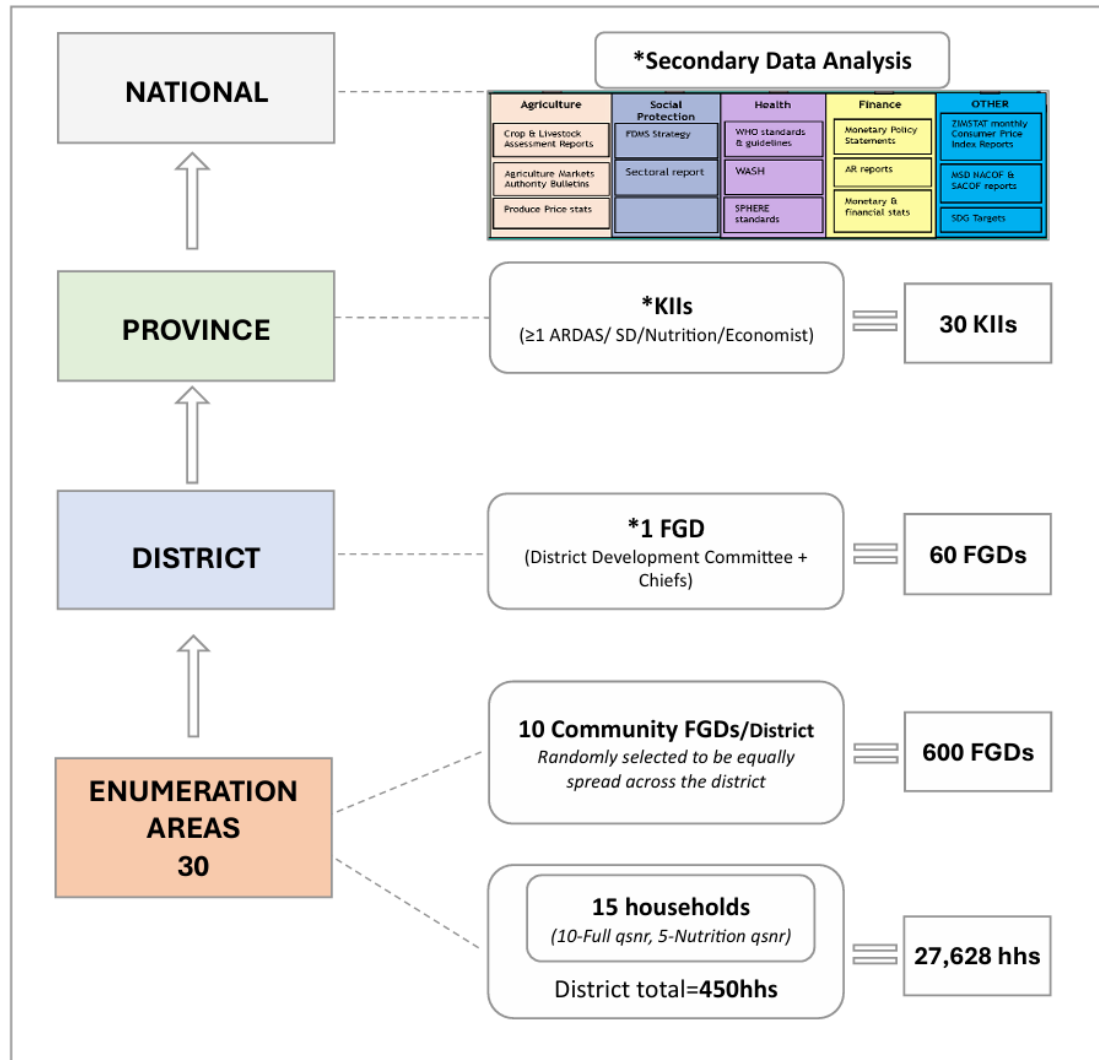 NATIONAL
*Secondary Data Analysis
Agriculture
Crop & Livestock
Assessment Reports
Agriculture Markets
Authority Bulletins
Produce Price stats
Social
Protection
FDMS Strategy
Sectoral report
Health
WHO standards
& guidelines
WASH
SPHERE
standards
Finance
Monetary Policy
Statements
AR reports
Monetary &
financial stats
OTHER
ZIMSTAT monthly
Consumer Price
Index Reports
MSD NACOF &
SACOF reports
SDG Targets
PROVINCE
*KIIs
(≥1 ARDAS/ SD/Nutrition/Economist)
30 KIIs
DISTRICT
*1 FGD
(District Development Committee +
Chiefs)
60 FGDs
ENUMERATION
AREAS
30
10 Community FGDs/District
Randomly selected to be equally
spread across the district
600 FGDs
15 households
(10-Full qsnr, 5-Nutrition qsnr)
District total=450hhs
27,628 hhs